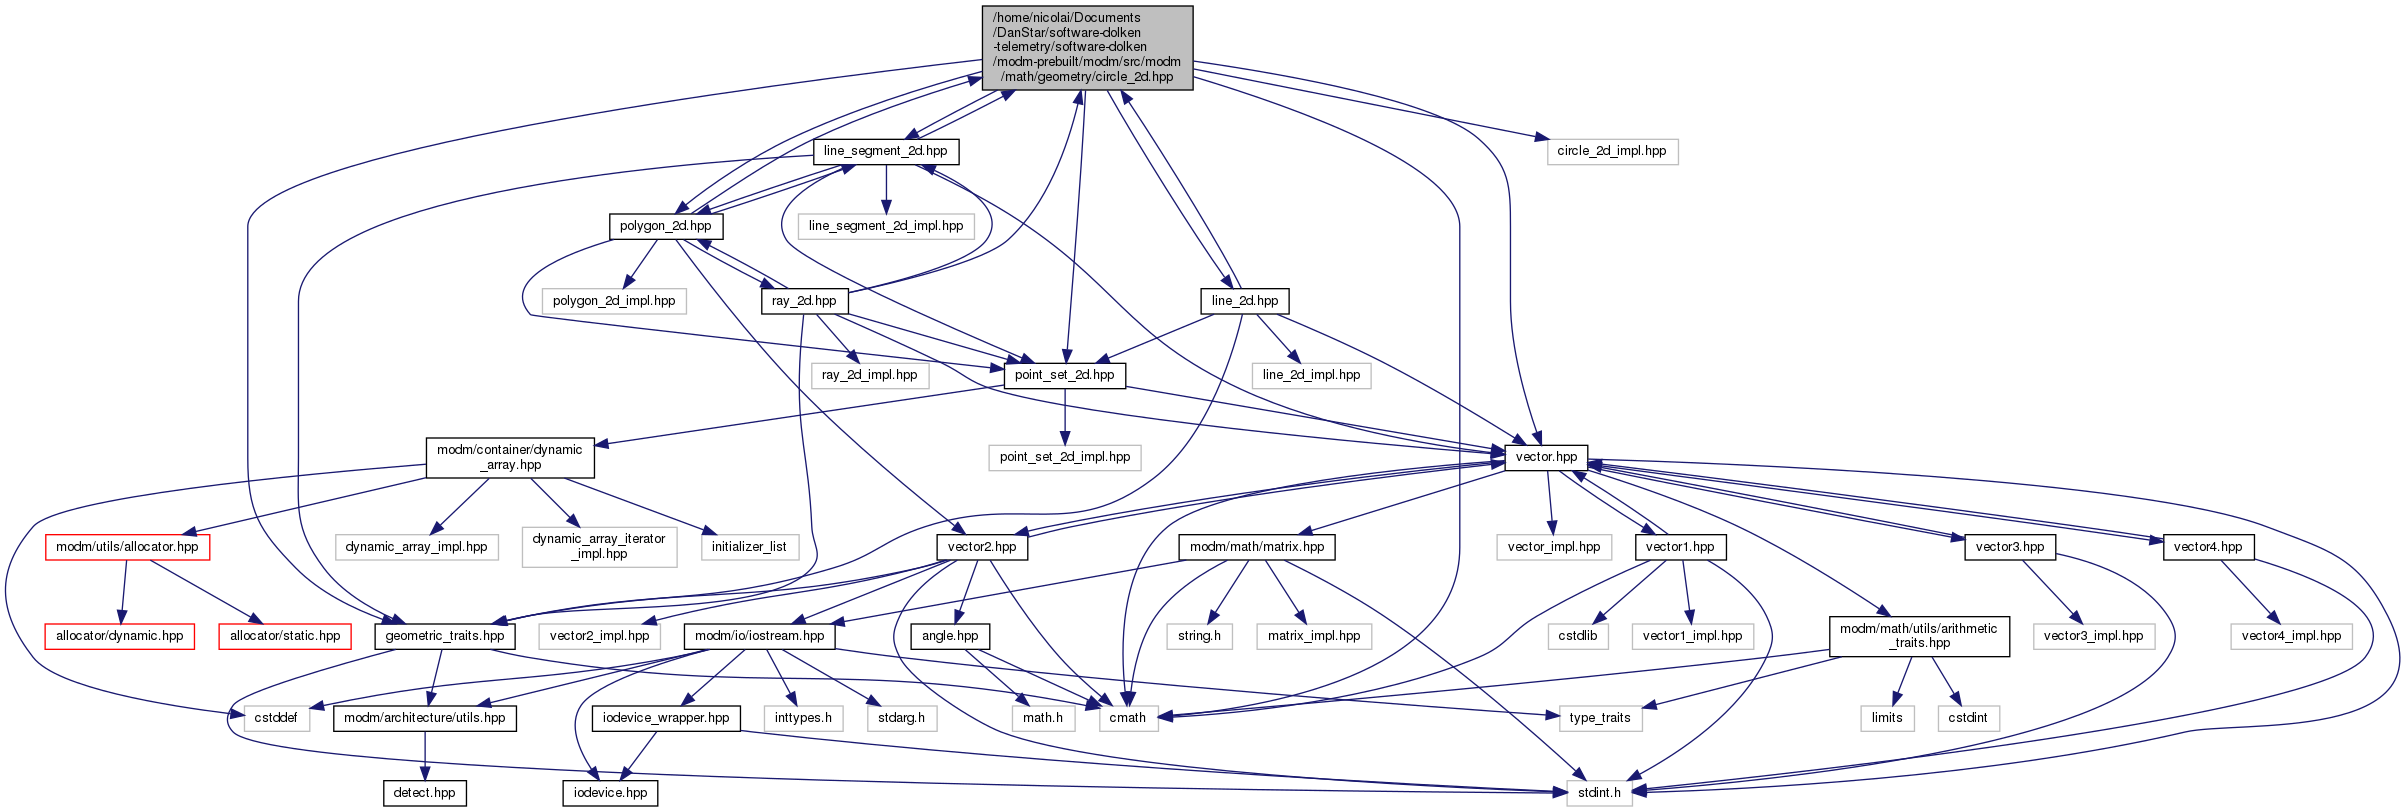 /home/nicolai/Documents
/DanStar/software-dolken
-telemetry/software-dolken
/modm-prebuilt/modm/src/modm
/math/geometry/circle_2d.hpp
line_segment_2d.hpp
circle_2d_impl.hpp
polygon_2d.hpp
line_segment_2d_impl.hpp
polygon_2d_impl.hpp
ray_2d.hpp
line_2d.hpp
ray_2d_impl.hpp
point_set_2d.hpp
line_2d_impl.hpp
modm/container/dynamic
_array.hpp
point_set_2d_impl.hpp
vector.hpp
modm/utils/allocator.hpp
dynamic_array_impl.hpp
dynamic_array_iterator
_impl.hpp
initializer_list
vector2.hpp
modm/math/matrix.hpp
vector_impl.hpp
vector1.hpp
vector3.hpp
vector4.hpp
allocator/dynamic.hpp
allocator/static.hpp
geometric_traits.hpp
vector2_impl.hpp
modm/io/iostream.hpp
angle.hpp
string.h
matrix_impl.hpp
cstdlib
vector1_impl.hpp
modm/math/utils/arithmetic
_traits.hpp
vector3_impl.hpp
vector4_impl.hpp
cstddef
modm/architecture/utils.hpp
iodevice_wrapper.hpp
inttypes.h
stdarg.h
math.h
cmath
type_traits
limits
cstdint
detect.hpp
iodevice.hpp
stdint.h